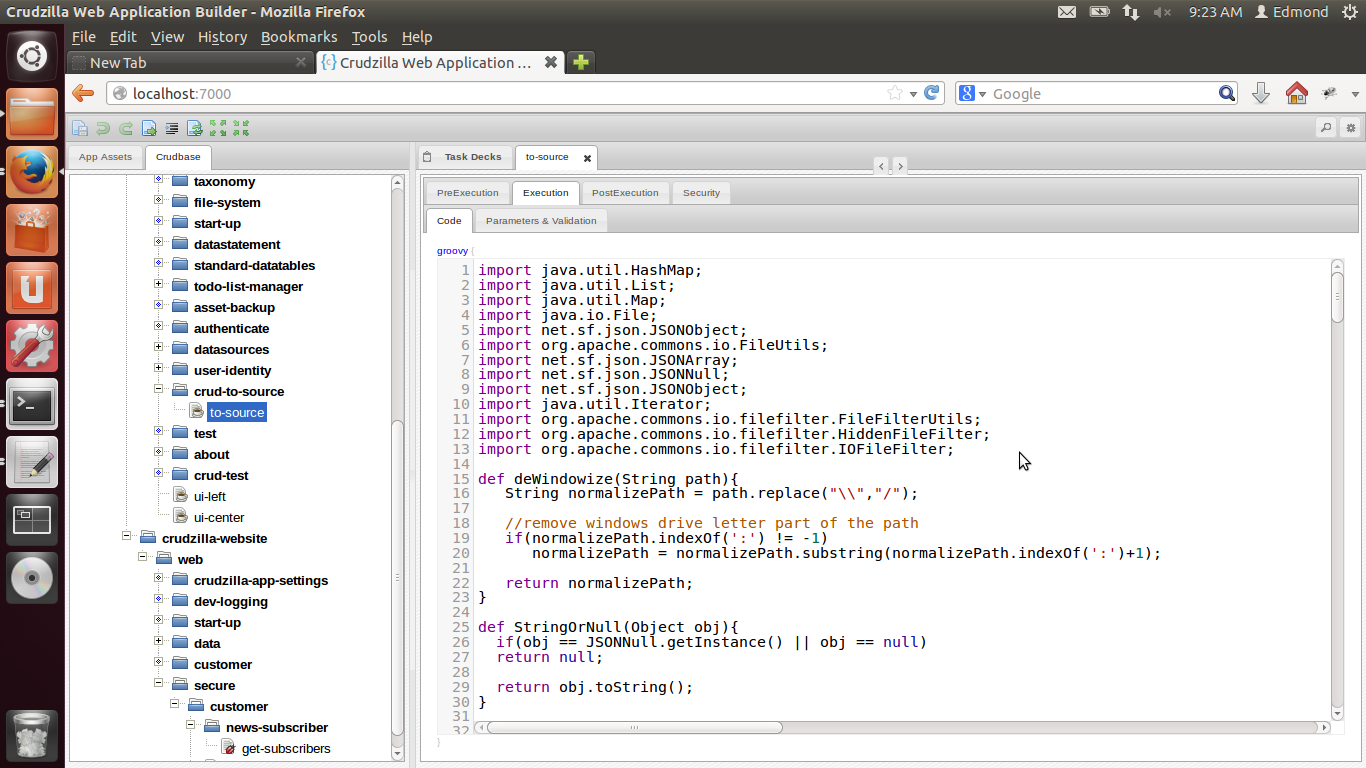 Crudzilla Web Application Builder - Mozilla Firefox
9:23 AM Edmond
File Edit View History Bookmarks Tools Help
New Tab
{c} Crudzilla Web Application ...
localhost:7000
8 Google
App Assets Crudbase
Task Decks to-source
taxonomy
file-system
start-up
datastatement
standard-datatables
todo-list-manager
asset-backup
authenticate
datasources
user-identity
crud-to-source
to-source
test
about
crud-test
ui-left
ui-center
crudzilla-website
web
crudzilla-app-settings
dev-logging
start-up
data
customer
secure
customer
news-subscriber
get-subscribers
PreExecution Execution PostExecution Security
Code Parameters & Validation
groovy {
1 import java.util.HashMap;
2 import java.util.List;
3 import java.util.Map;
4 import java.io.File;
5 import net.sf.json.JSONObject;
6 import org.apache.commons.io.FileUtils;
7 import net.sf.json.JSONArray;
8 import net.sf.json.JSONNull;
9 import net.sf.json.JSONObject;
10 import java.util.Iterator;
11 import org.apache.commons.io.filefilter.FileFilterUtils;
12 import org.apache.commons.io.filefilter.HiddenFileFilter;
13 import org.apache.commons.io.filefilter.IOFileFilter;
14
15 def deWindowize(String path){
16 String normalizePath = path.replace("\\","/");
17
18 //remove windows drive letter part of the path
19 if(normalizePath.indexOf(':') != -1)
20 normalizePath = normalizePath.substring(normalizePath.indexOf(':')+1);
21
22 return normalizePath;
23 }
24
25 def StringOrNull(Object obj){
26 if(obj == JSONNull.getInstance() || obj == null)
27 return null;
28
29 return obj.toString();
30 }
31
32
}